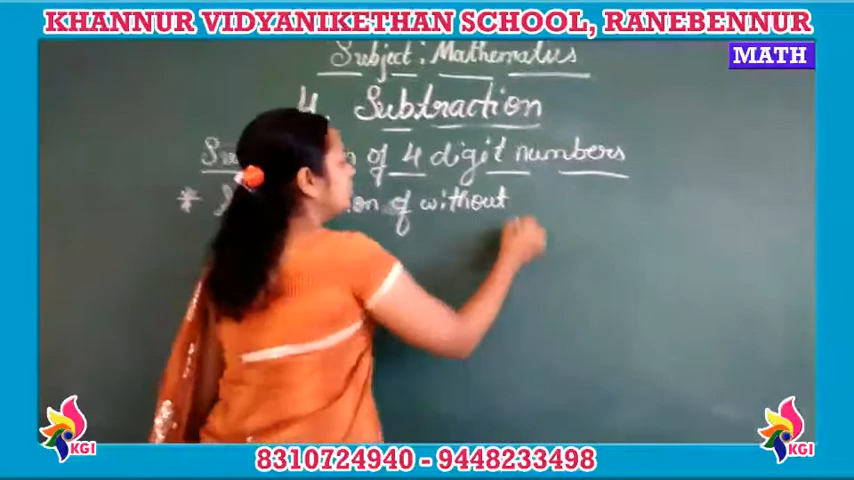 KHANNUR VIDYANIKETHAN SCHOOL, RANEBENNUR
MATH
Subject : Mathematics
4. Subtraction
of 4 digit numbers
* of without
KGI
KGI
8310724940 - 9448233498